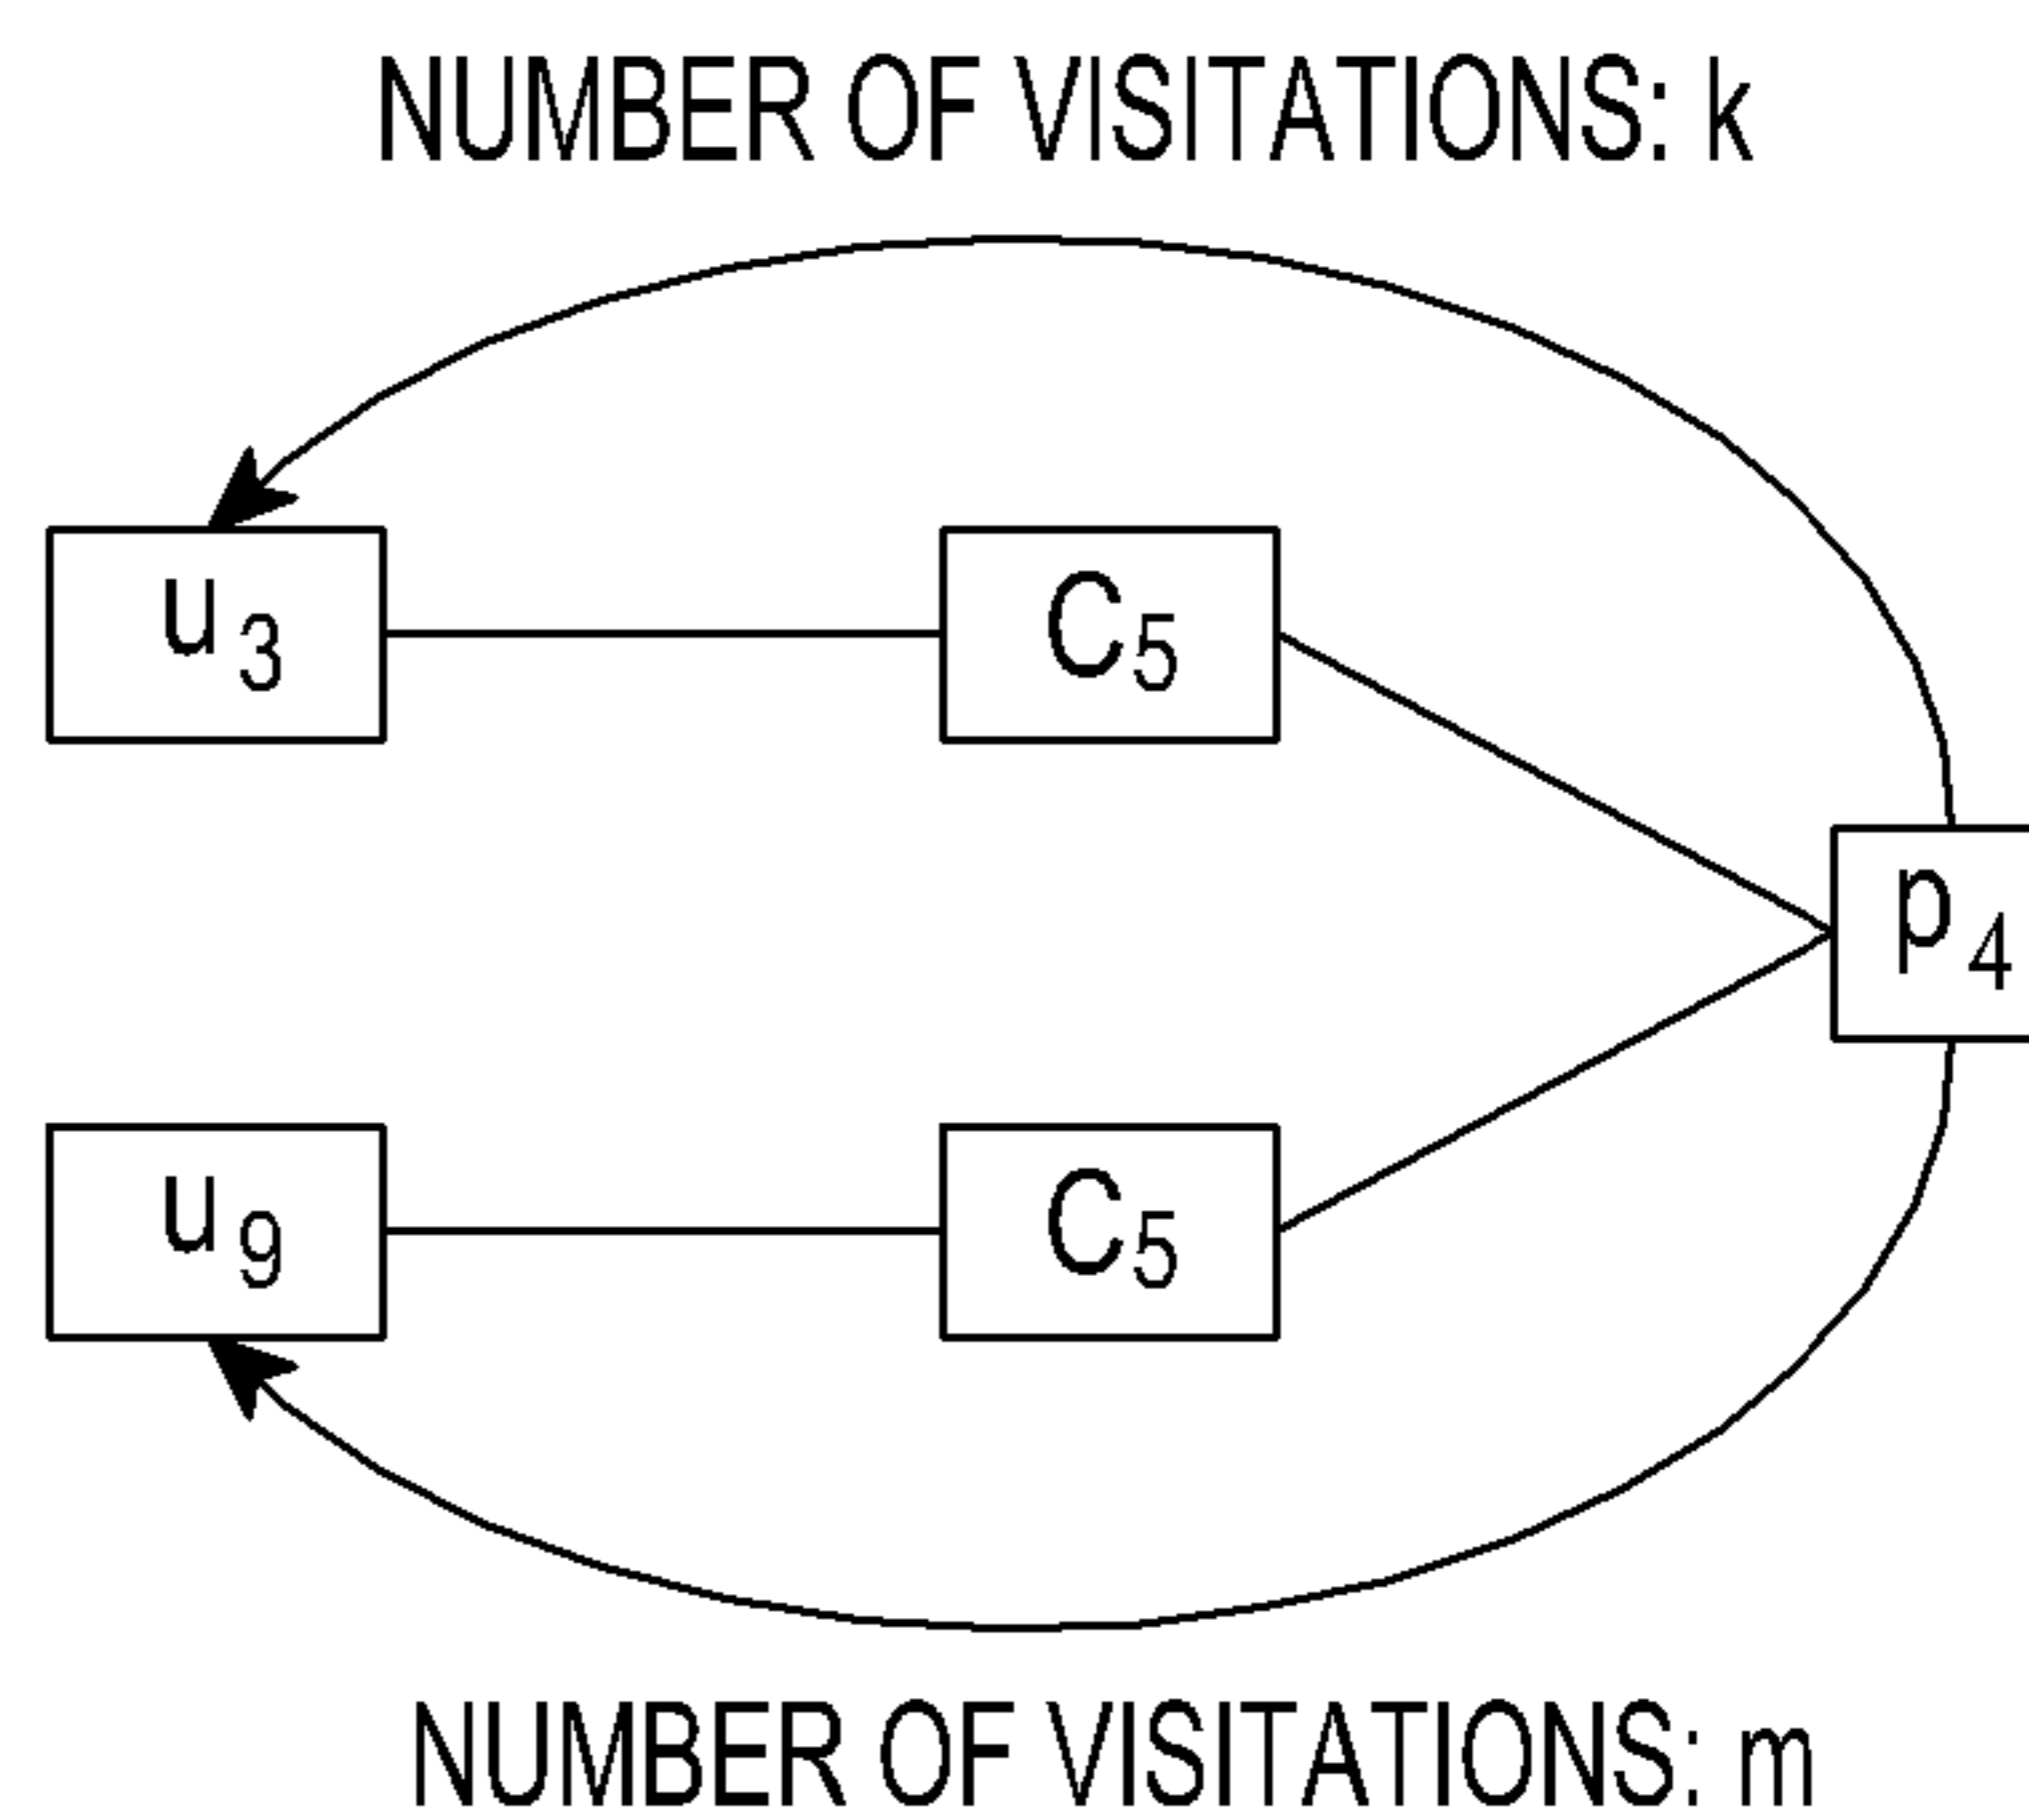 NUMBER OF VISITATIONS: k
u3
C5
p4
u9
C5
NUMBER OF VISITATIONS: m